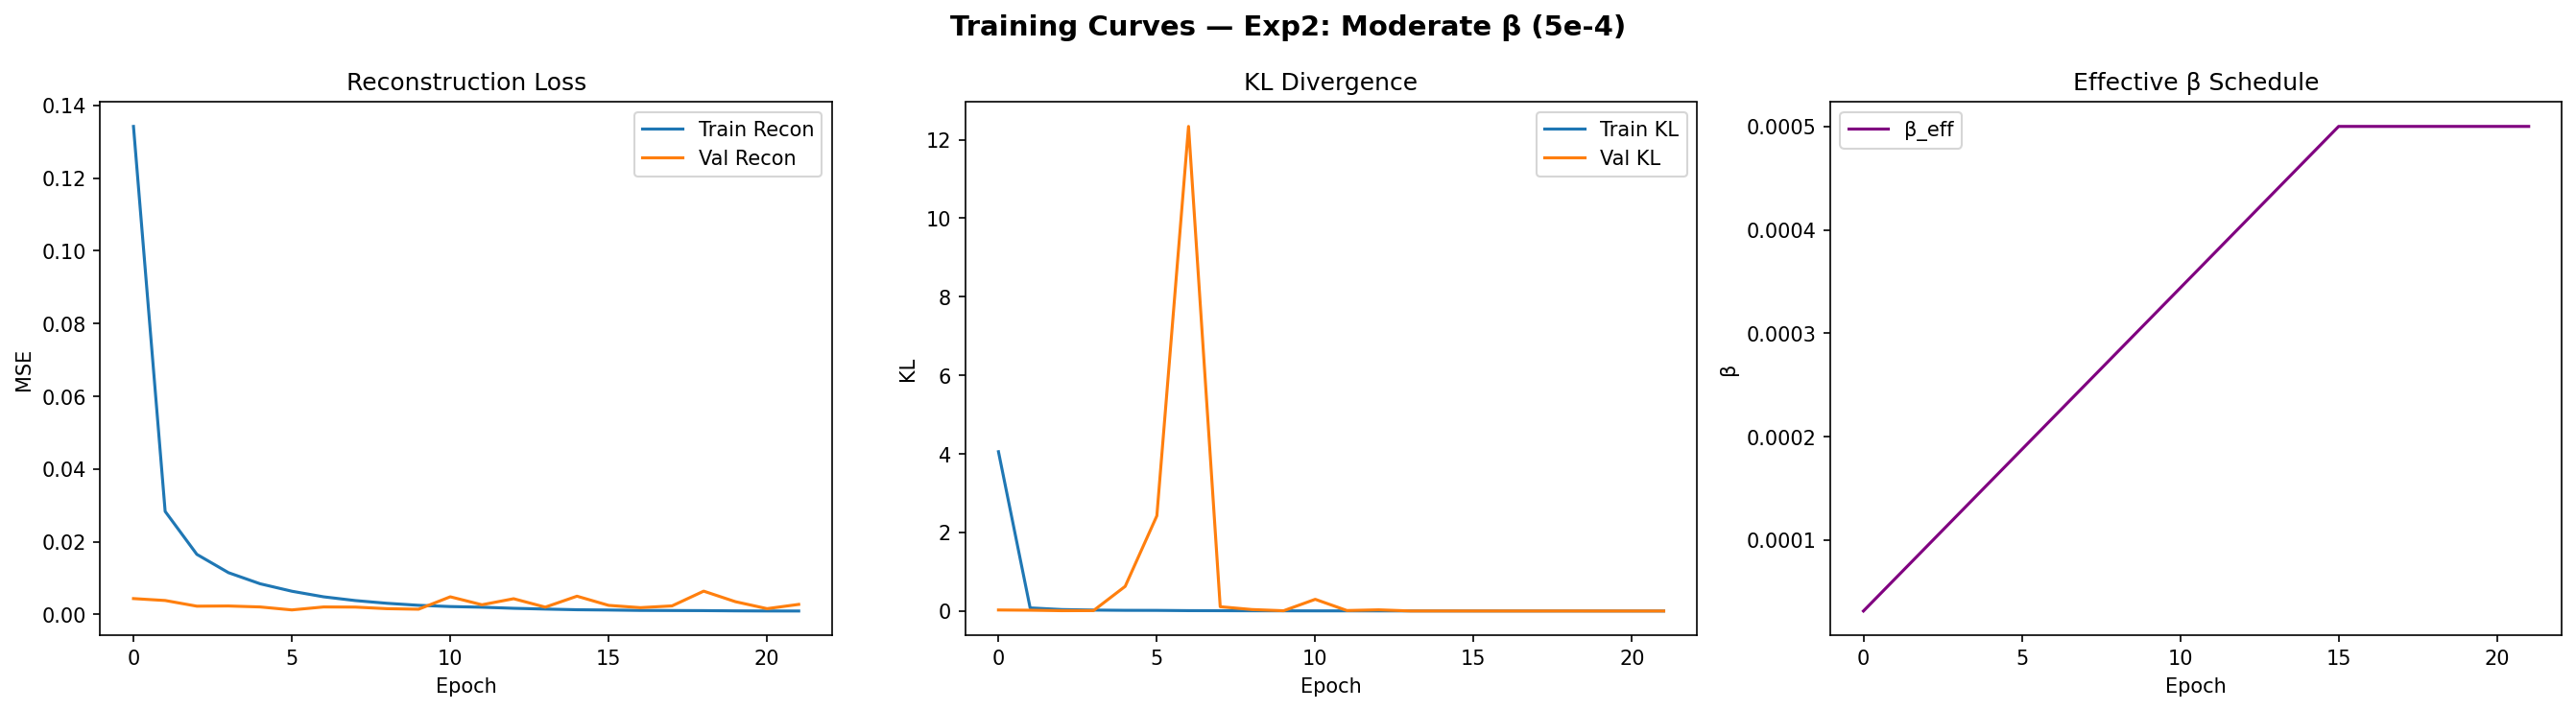 Training Curves — Exp2: Moderate β (5e-4)
Reconstruction Loss
MSE
0.14
0.12
0.10
0.08
0.06
0.04
0.02
0.00
Train Recon
Val Recon
0 5 10 15 20
Epoch
KL Divergence
KL
12
10
8
6
4
2
0
Train KL
Val KL
0 5 10 15 20
Epoch
Effective β Schedule
β
0.0005
0.0004
0.0003
0.0002
0.0001
β_eff
0 5 10 15 20
Epoch